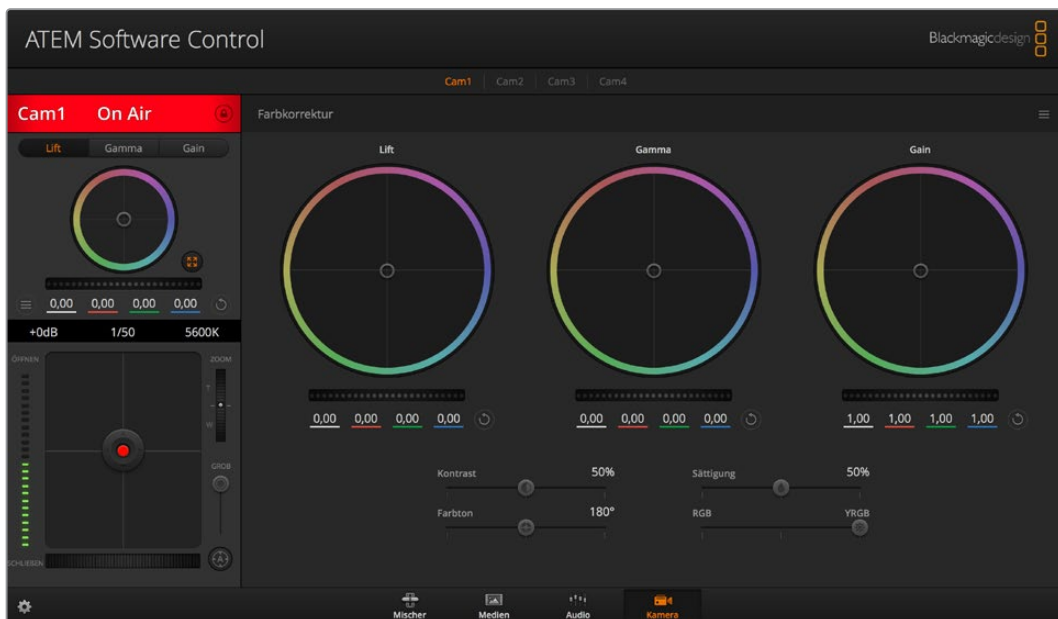 ATEM Software Control
Blackmagicdesign
Cam1 Cam2 Cam3 Cam4
Cam1 On Air
Farbkorrektur
Lift Gamma Gain
0,00 0,00 0,00 0,00
+0dB 1/50 5600K
ÖFFNEN
ZOOM
T
W
GROB
A
SCHLIEßEN
Lift
0,00 0,00 0,00 0,00
Gamma
0,00 0,00 0,00 0,00
Gain
1,00 1,00 1,00 1,00
Kontrast 50%
Sättigung 50%
Farbton 180°
RGB YRGB
Mischer
Medien
Audio
Kamera